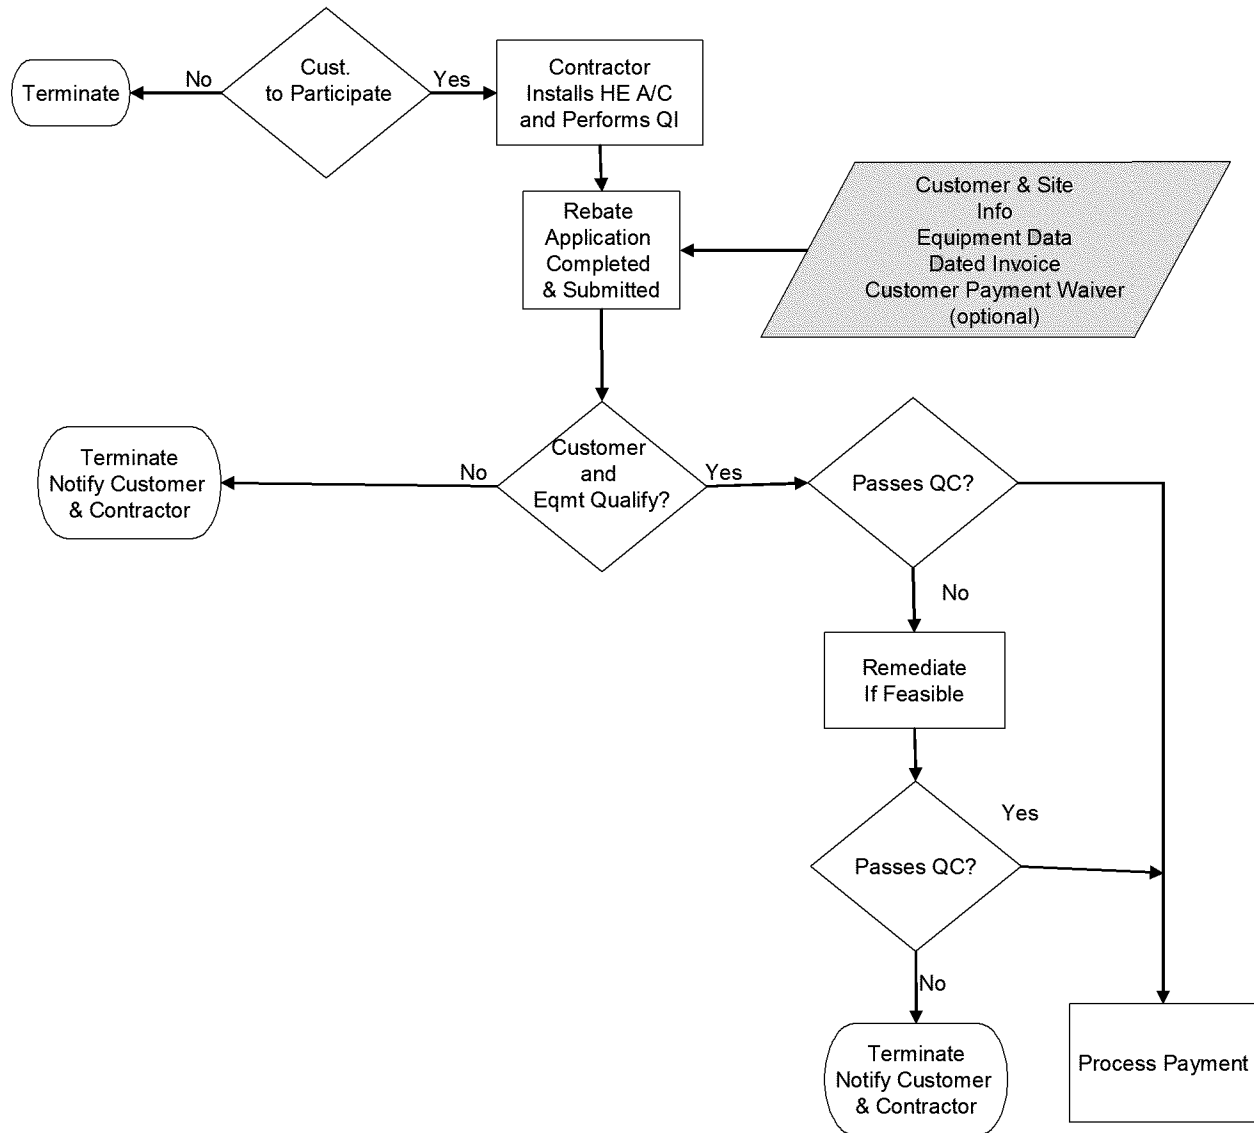 Cust.
to Participate
No
Yes
Terminate
Contractor
Installs HE A/C
and Performs QI
Rebate
Application
Completed
& Submitted
Customer & Site
Info
Equipment Data
Dated Invoice
Customer Payment Waiver
(optional)
Terminate
Notify Customer
& Contractor
No
Customer
and
Eqmt Qualify?
Yes
Passes QC?
No
Remediate
If Feasible
Passes QC?
Yes
No
Terminate
Notify Customer
& Contractor
Process Payment